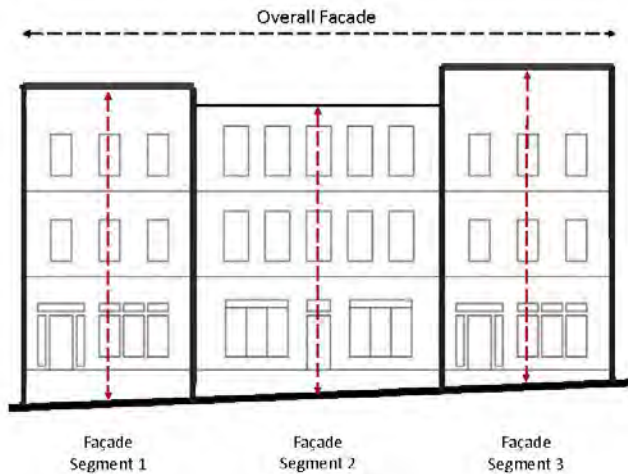 Overall Facade
Façade
Segment 1
Façade
Segment 2
Façade
Segment 3